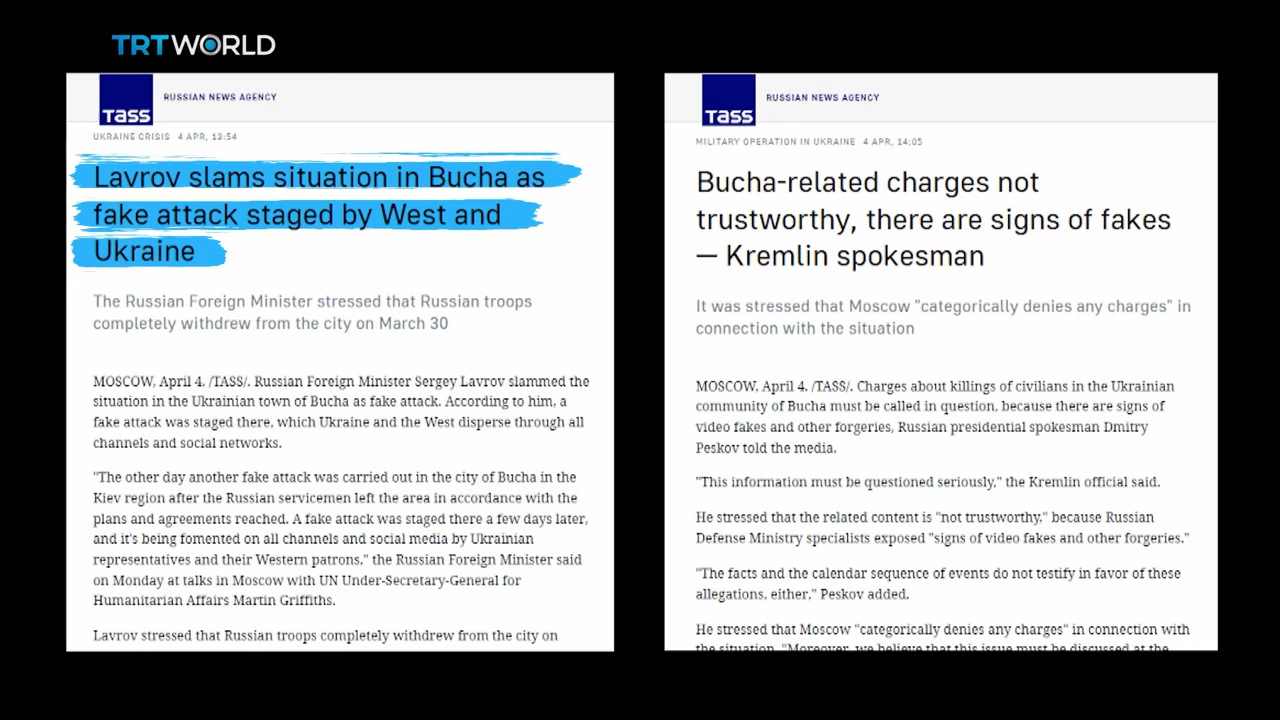 TRT WORLD
TASS
RUSSIAN NEWS AGENCY
UKRAINE CRISIS 4 APR, 13:54
Lavrov slams situation in Bucha as
fake attack staged by West and
Ukraine
The Russian Foreign Minister stressed that Russian troops
completely withdrew from the city on March 30
MOSCOW, April 4. /TASS/. Russian Foreign Minister Sergey Lavrov slammed the
situation in the Ukrainian town of Bucha as fake attack. According to him, a
fake attack was staged there, which Ukraine and the West disperse through all
channels and social networks.
"The other day another fake attack was carried out in the city of Bucha in the
Kiev region after the Russian servicemen left the area in accordance with the
plans and agreements reached. A fake attack was staged there a few days later,
and it's being fomented on all channels and social media by Ukrainian
representatives and their Western patrons," the Russian Foreign Minister said
on Monday at talks in Moscow with UN Under-Secretary-General for
Humanitarian Affairs Martin Griffiths.
Lavrov stressed that Russian troops completely withdrew from the city on
TASS
RUSSIAN NEWS AGENCY
MILITARY OPERATION IN UKRAINE 4 APR, 14:05
Bucha-related charges not
trustworthy, there are signs of fakes
— Kremlin spokesman
It was stressed that Moscow "categorically denies any charges" in
connection with the situation
MOSCOW, April 4. /TASS/. Charges about killings of civilians in the Ukrainian
community of Bucha must be called in question, because there are signs of
video fakes and other forgeries, Russian presidential spokesman Dmitry
Peskov told the media.
"This information must be questioned seriously," the Kremlin official said.
He stressed that the related content is "not trustworthy," because Russian
Defense Ministry specialists exposed "signs of video fakes and other forgeries."
"The facts and the calendar sequence of events do not testify in favor of these
allegations, either," Peskov added.
He stressed that Moscow "categorically denies any charges" in connection with
the situation. "Moreover, we believe that this issue must be discussed at the